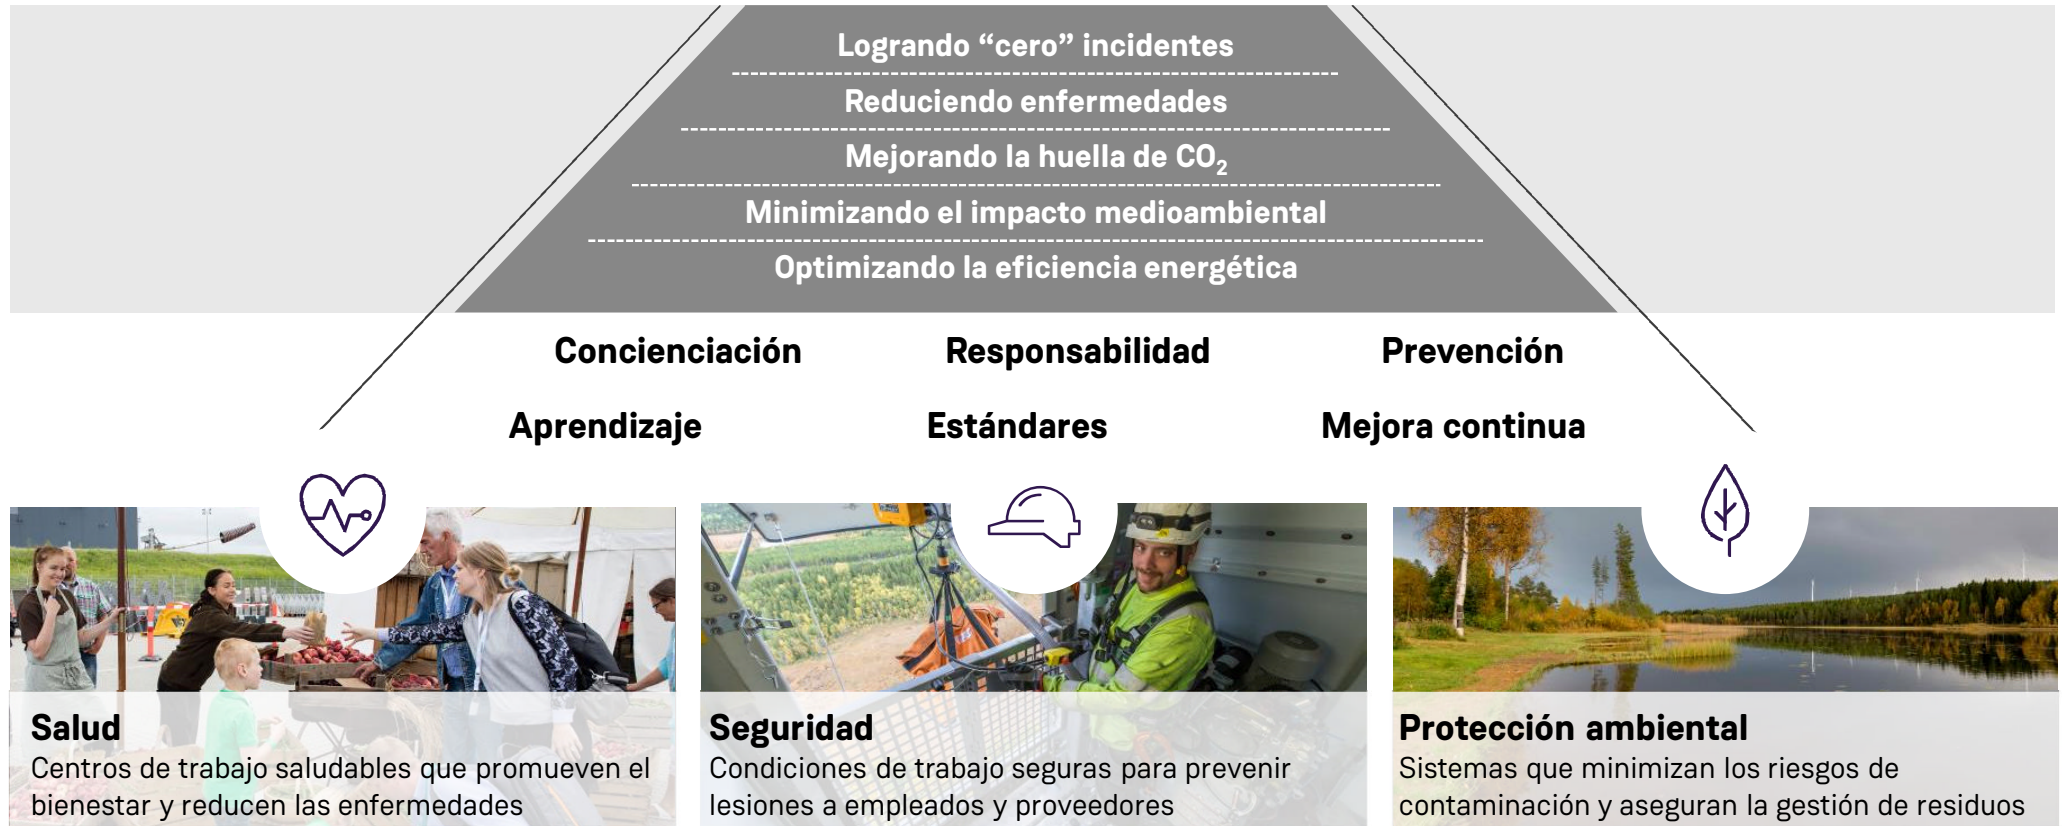 Logrando “cero” incidentes
Reduciendo enfermedades
Mejorando la huella de CO₂
Minimizando el impacto medioambiental
Optimizando la eficiencia energética
Concienciación Responsabilidad Prevención
Aprendizaje Estándares Mejora continua
Salud
Centros de trabajo saludables que promueven el
bienestar y reducen las enfermedades
Seguridad
Condiciones de trabajo seguras para prevenir
lesiones a empleados y proveedores
Protección ambiental
Sistemas que minimizan los riesgos de
contaminación y aseguran la gestión de residuos